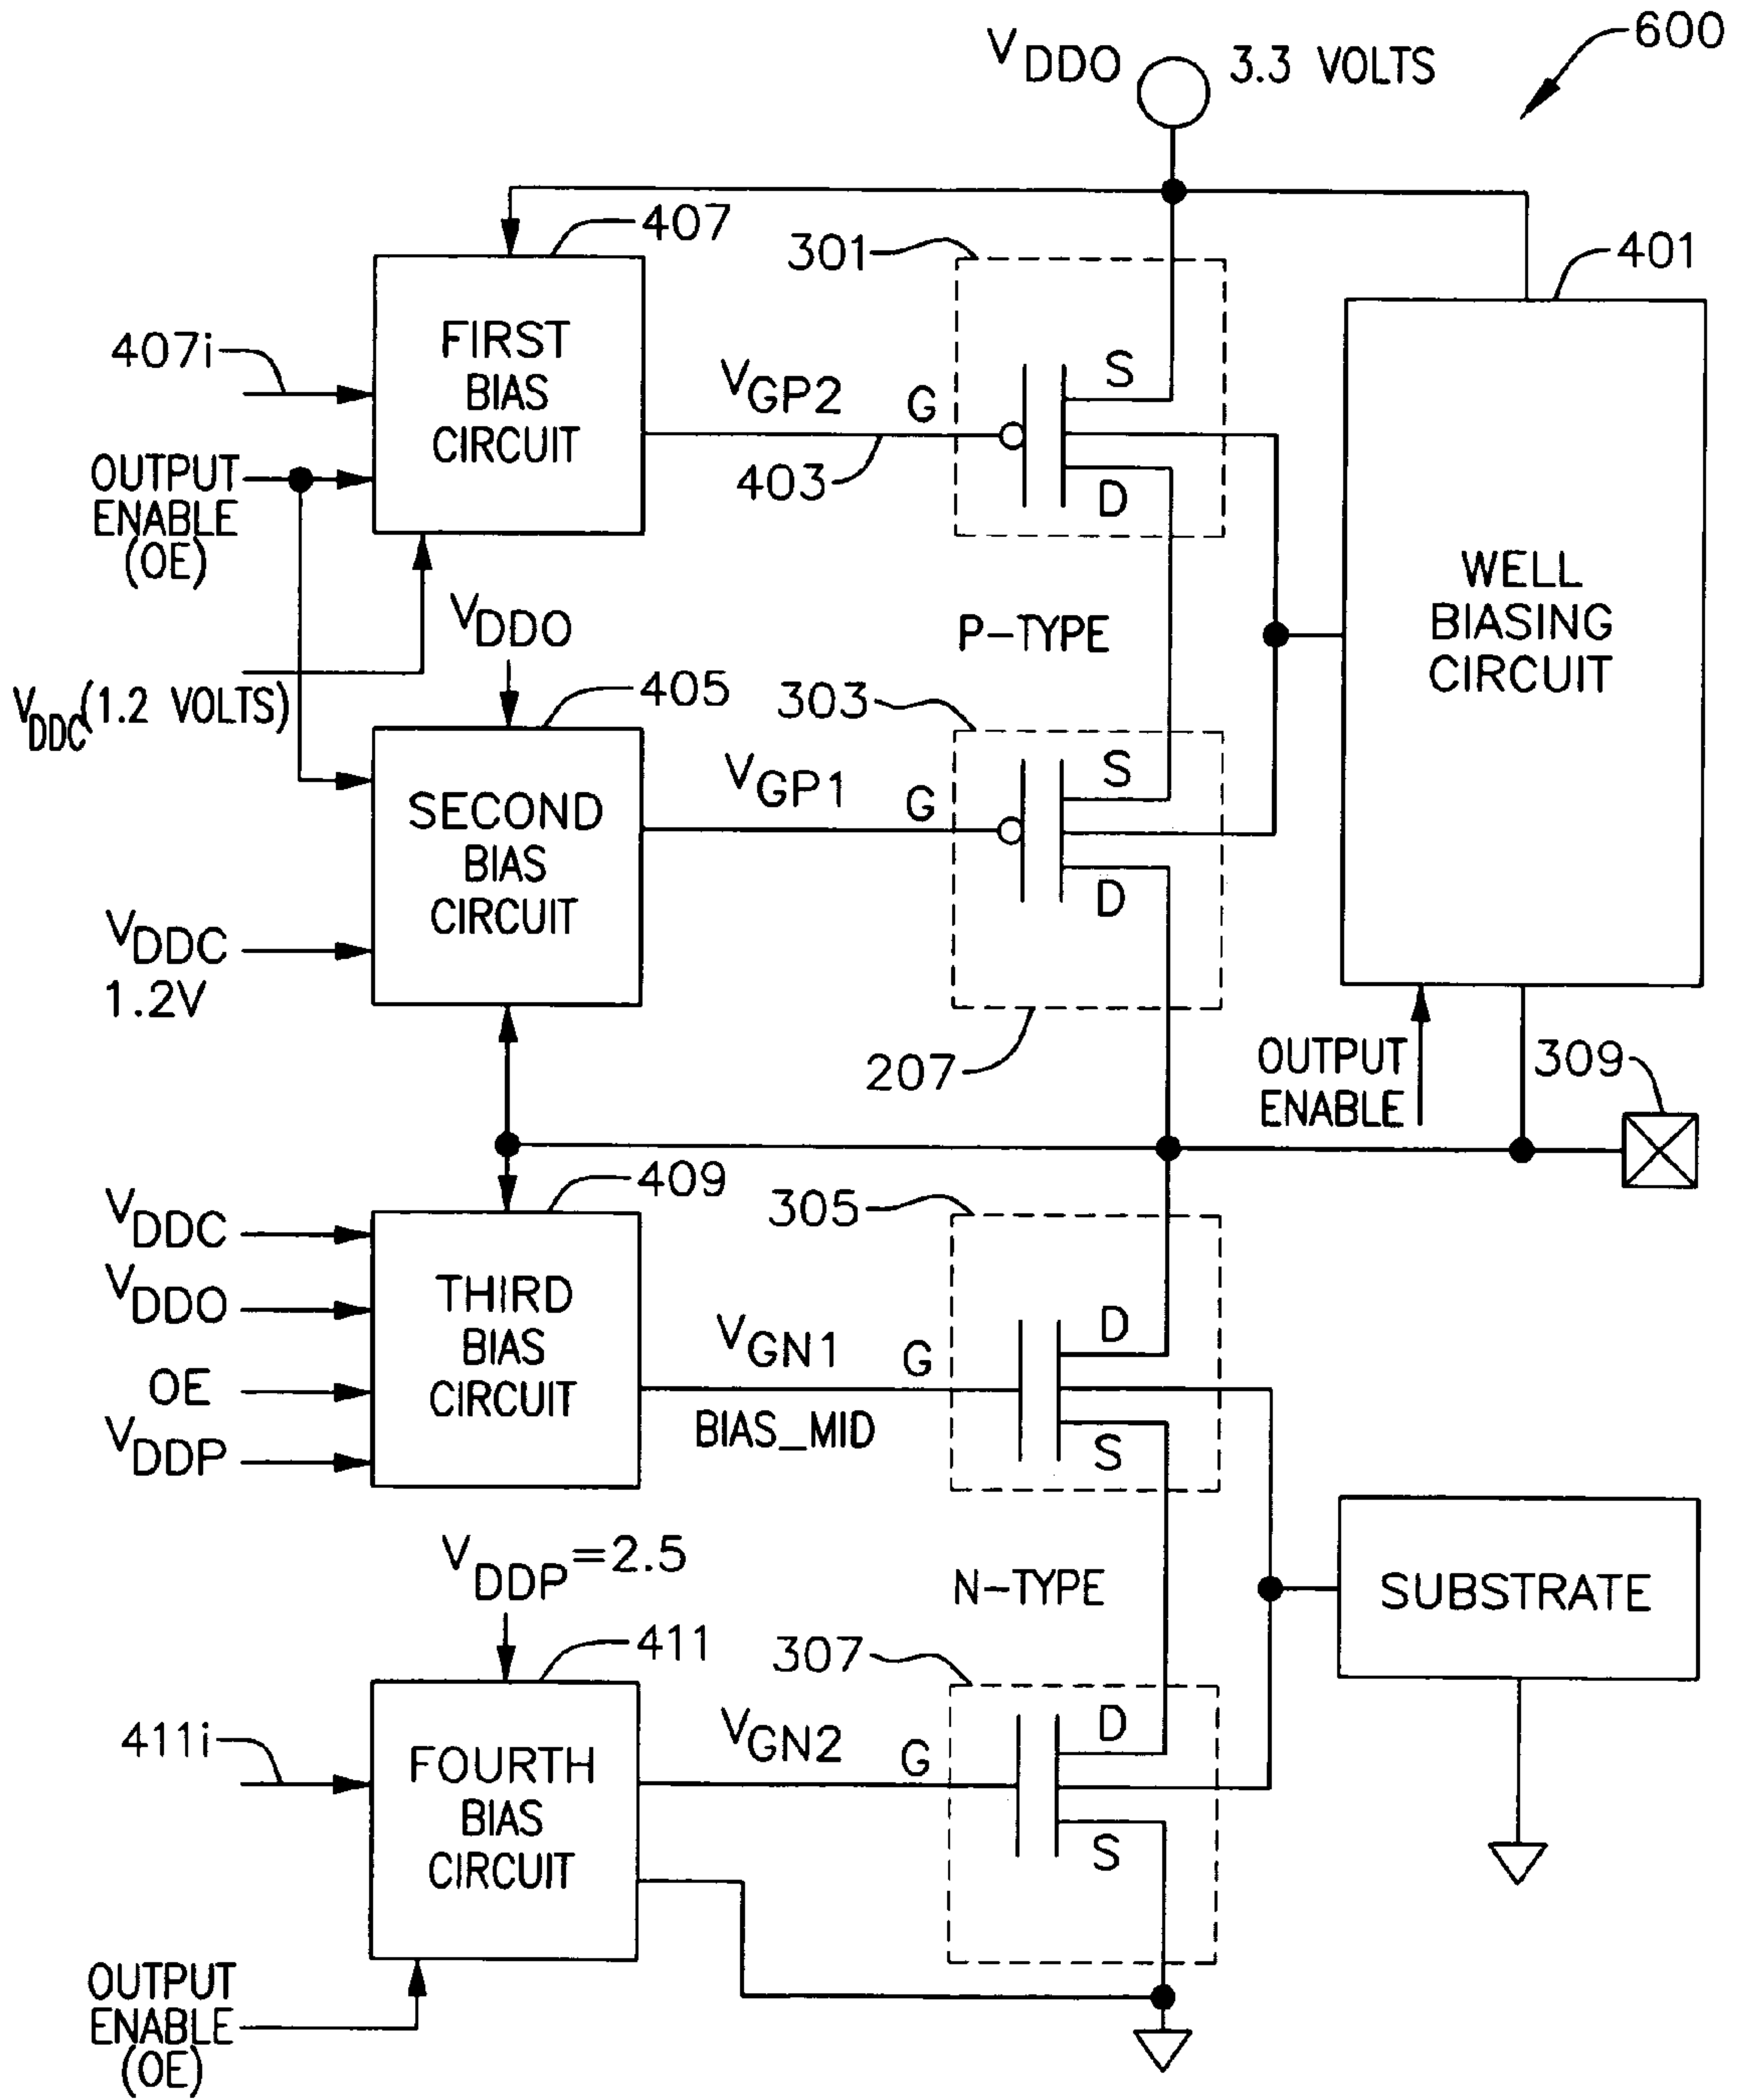 600
VDDO 3.3 VOLTS
407
301
401
FIRST
BIAS
CIRCUIT
407i
VGP2
G
S
D
403
OUTPUT
ENABLE
(OE)
WELL
BIASING
CIRCUIT
VDDO
P-TYPE
VDDC(1.2 VOLTS)
405
303
SECOND
BIAS
CIRCUIT
VGP1
G
S
D
VDDC
1.2V
207
OUTPUT
ENABLE
309
409
305
VDDC
VDDO
OE
VDDP
THIRD
BIAS
CIRCUIT
VGN1
BIAS_MID
G
D
S
VDDP=2.5
N-TYPE
SUBSTRATE
411
307
411i
FOURTH
BIAS
CIRCUIT
VGN2
G
D
S
OUTPUT
ENABLE
(OE)